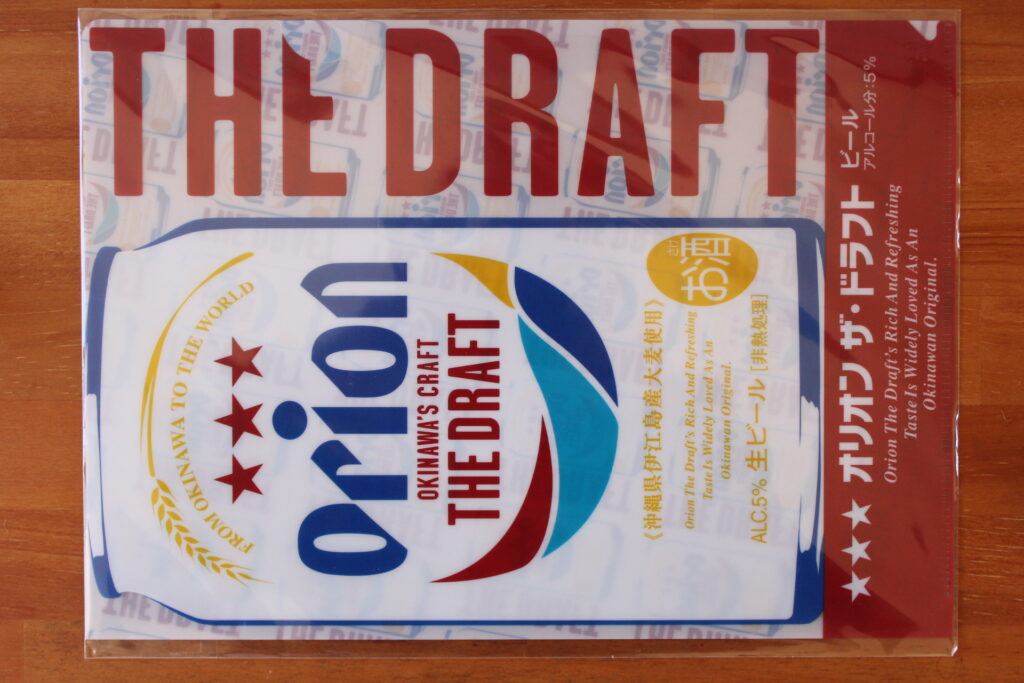 THE DRAFT
FROM OKINAWA TO THE WORLD
orion
OKINAWA'S CRAFT
THE DRAFT
お酒
《沖縄県伊江島産大麦使用》
Orion The Draft's Rich And Refreshing
Taste Is Widely Loved As An
Okinawan Original.
ALC.5% 生ビール [非熱処理]
オリオン ザ・ドラフト ビール アルコール分:5%
Orion The Draft's Rich And Refreshing
Taste Is Widely Loved As An
Okinawan Original.